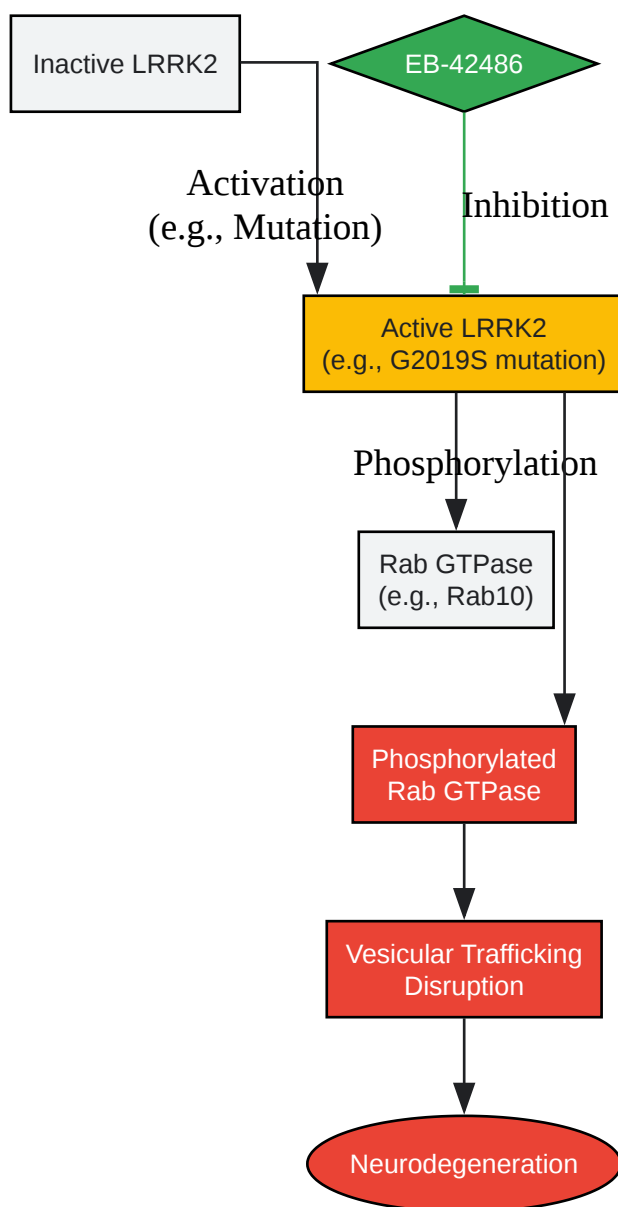 Inactive LRRK2
EB-42486
Activation
(e.g., Mutation)
Inhibition
Active LRRK2
(e.g., G2019S mutation)
Phosphorylation
Rab GTPase
(e.g., Rab10)
Phosphorylated
Rab GTPase
Vesicular Trafficking
Disruption
Neurodegeneration